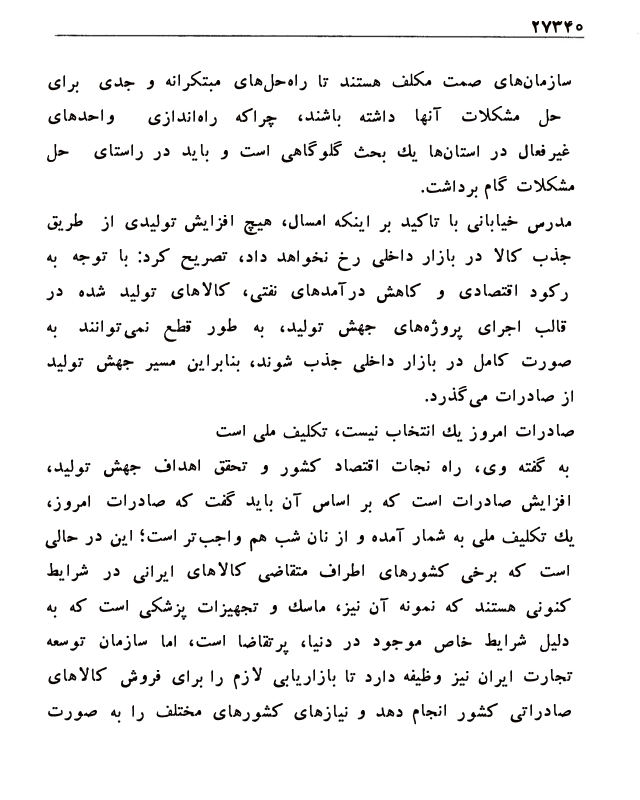 ۲۷۳۴۰
سازمان‌های صمت مکلف هستند تا راه‌حل‌های مبتکرانه و جدی برای
حل مشکلات آنها داشته باشند، چراکه راه‌اندازی واحدهای
غیرفعال در استان‌ها یك بحث گلوگاهی است و باید در راستای حل
مشکلات گام برداشت.
مدرس خیابانی با تاکید بر اینکه امسال، هیچ افزایش تولیدی از طریق
جذب کالا در بازار داخلی رخ نخواهد داد، تصریح کرد: با توجه به
رکود اقتصادی و کاهش درآمدهای نفتی، کالاهای تولید شده در
قالب اجرای پروژه‌های جهش تولید، به طور قطع نمی‌توانند به
صورت کامل در بازار داخلی جذب شوند، بنابراین مسیر جهش تولید
از صادرات می‌گذرد.
صادرات امروز یك انتخاب نیست، تکلیف ملی است
به گفته وی، راه نجات اقتصاد کشور و تحقق اهداف جهش تولید،
افزایش صادرات است که بر اساس آن باید گفت که صادرات امروز،
یك تکلیف ملی به شمار آمده و از نان شب هم واجب‌تر است؛ این در حالی
است که برخی کشورهای اطراف متقاضی کالاهای ایرانی در شرایط
کنونی هستند که نمونه آن نیز، ماسك و تجهیزات پزشکی است که به
دلیل شرایط خاص موجود در دنیا، پرتقاضا است، اما سازمان توسعه
تجارت ایران نیز وظیفه دارد تا بازاریابی لازم را برای فروش کالاهای
صادراتی کشور انجام دهد و نیازهای کشورهای مختلف را به صورت